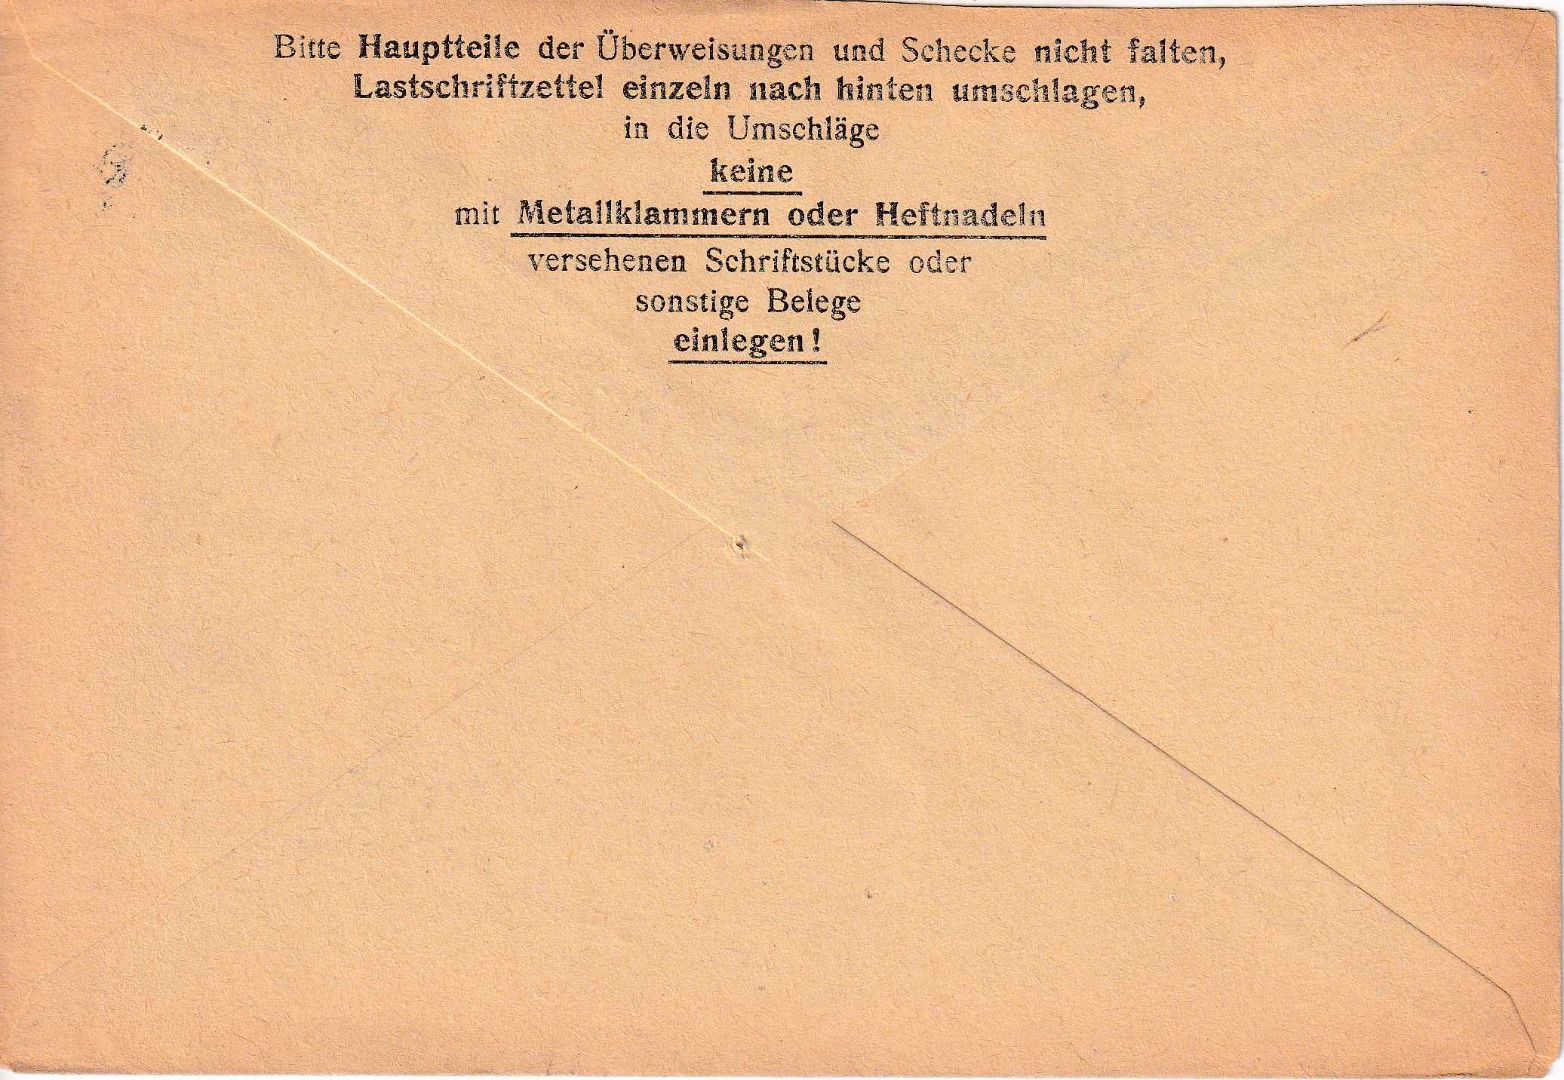 Bitte Hauptteile der Überweisungen und Schecke nicht falten,
Lastschriftzettel einzeln nach hinten umschlagen,
in die Umschläge
keine
mit Metallklammern oder Heftnadeln
versehenen Schriftstücke oder
sonstige Belege
einlegen!